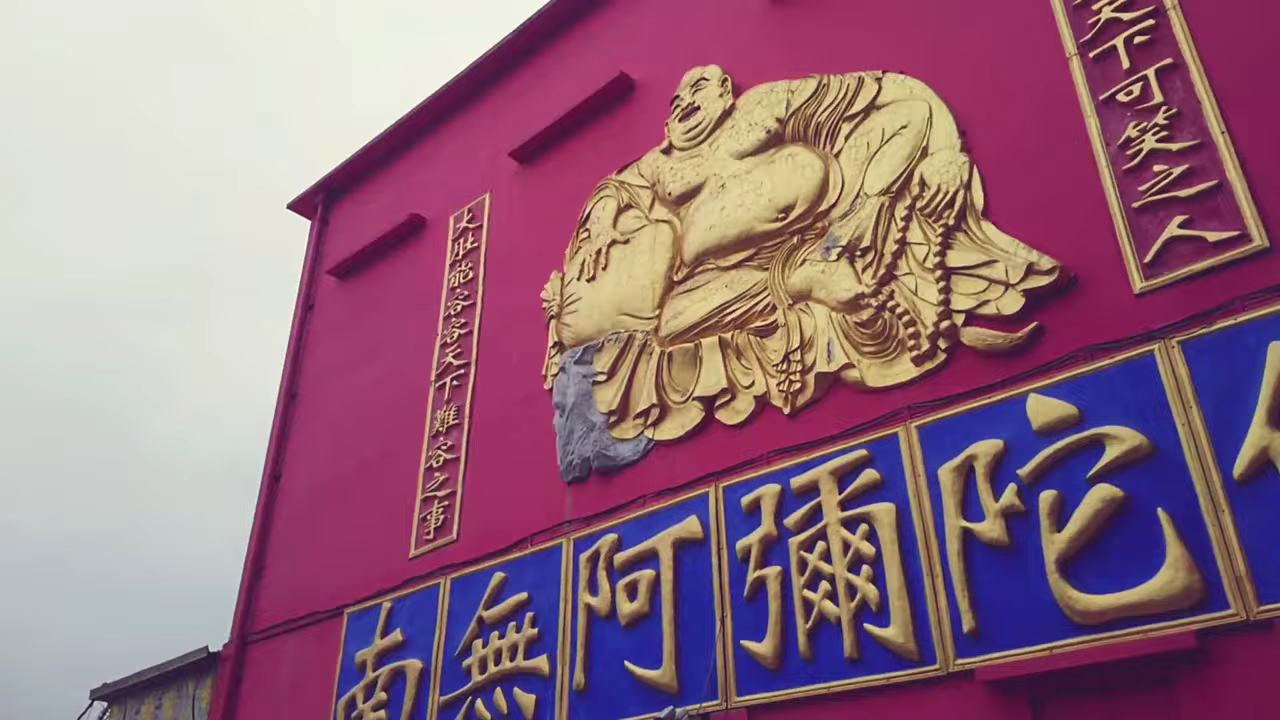 大肚能容容天下難容之事
天下可笑之人
南無阿彌陀